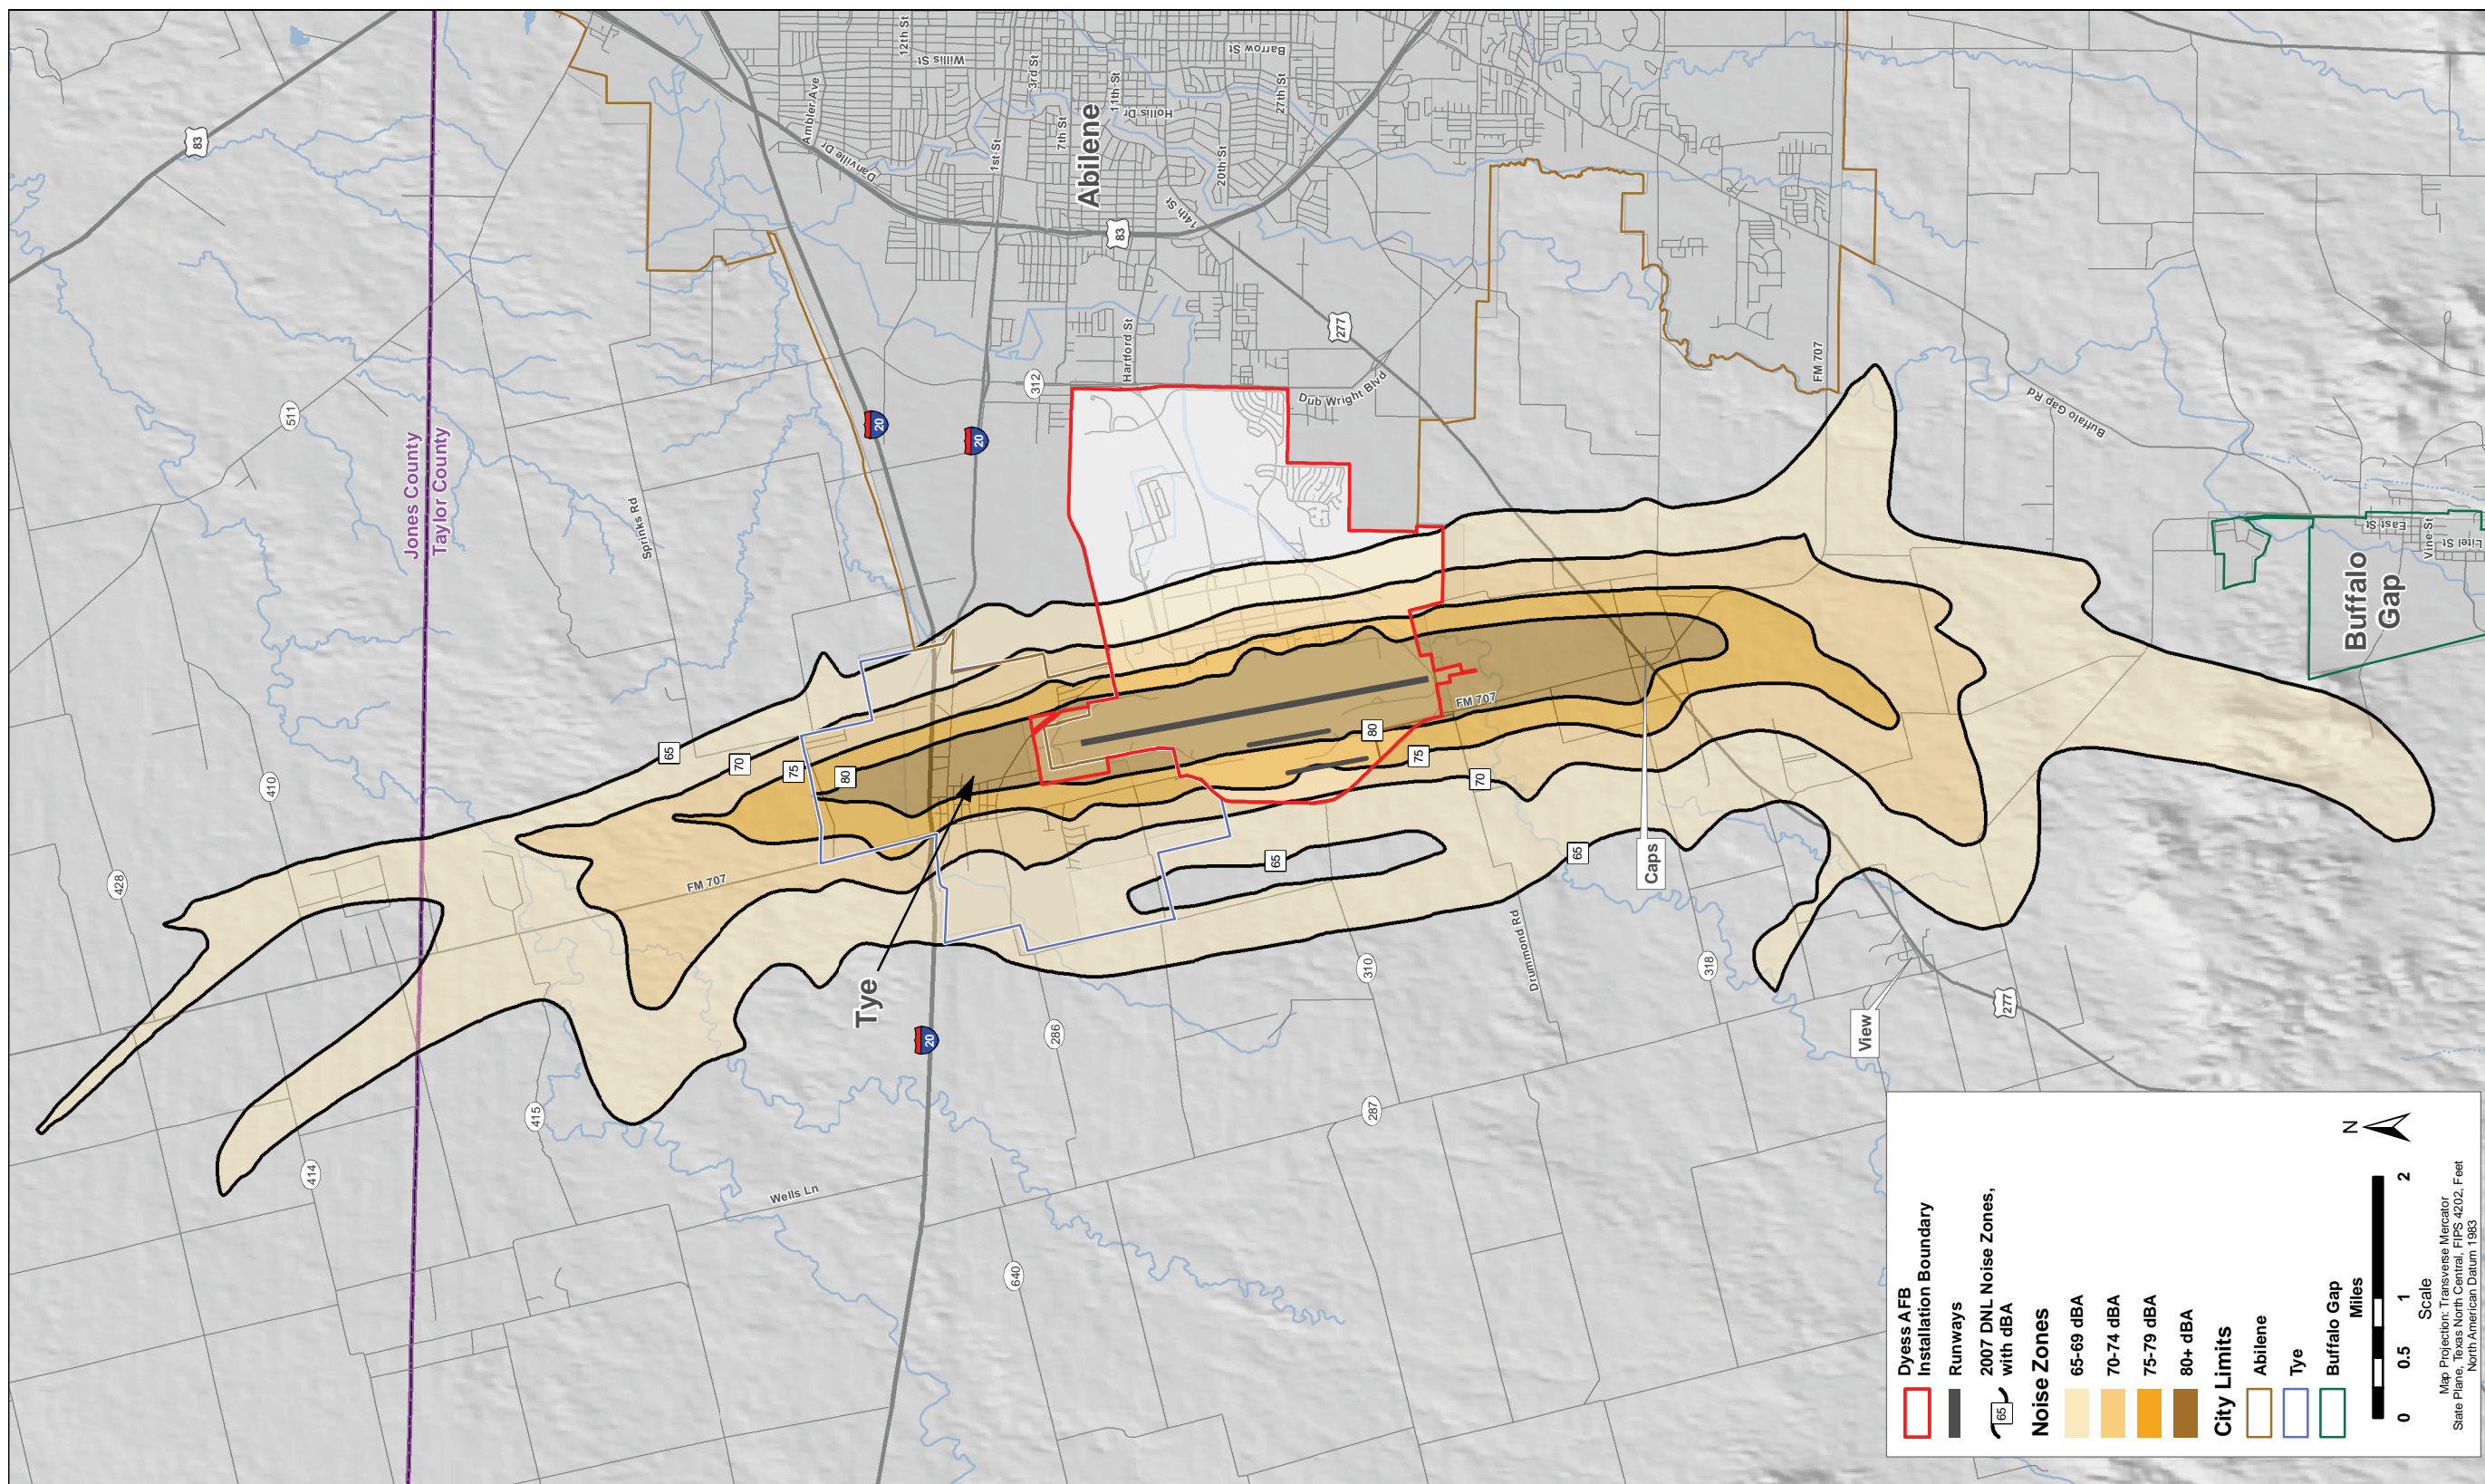 83
Jones County
Taylor County
511
410
428
414
415
Sprinks Rd
FM 707
Wells Ln
12th St
Willis St
Ambler Ave
Danville Dr
3rd St
11th St
Hollis Dr
7th St
1st St
Barrow St
27th St
20th St
14th St
Abilene
83
Hartford St
312
277
Dub Wright Blvd
20
20
20
Tye
286
640
310
287
Drummond Rd
318
FM 707
FM 707
Caps
View
277
Buffalo Gap Rd
East St
Vine St
Litel St
Buffalo
Gap
65
70
75
80
80
75
70
65
65
Dyess AFB
Installation Boundary
Runways
65
2007 DNL Noise Zones,
with dBA
Noise Zones
65-69 dBA
70-74 dBA
75-79 dBA
80+ dBA
City Limits
Abilene
Tye
Buffalo Gap
Miles
0 0.5 1 2
Scale
N
Map Projection: Transverse Mercator
State Plane, Texas North Central, FIPS 4202, Feet
North American Datum 1983